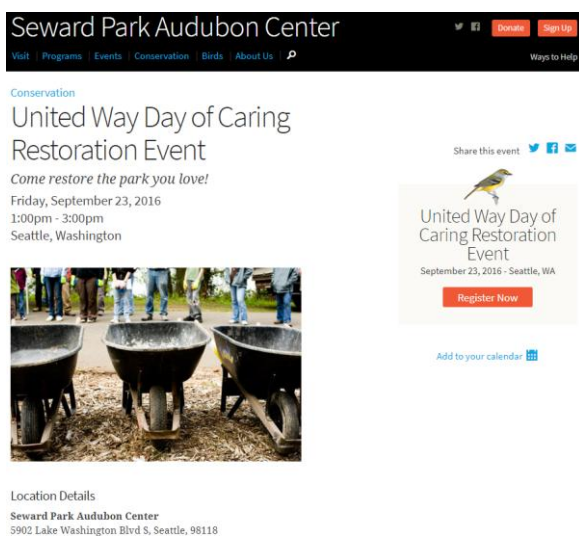 Seward Park Audubon Center
Donate
Sign Up
Visit | Programs | Events | Conservation | Birds | About Us |
Ways to Help
Conservation
United Way Day of Caring
Restoration Event
Come restore the park you love!
Friday, September 23, 2016
1:00pm - 3:00pm
Seattle, Washington
Share this event
United Way Day of
Caring Restoration
Event
September 23, 2016 - Seattle, WA
Register Now
Add to your calendar
Location Details
Seward Park Audubon Center
5902 Lake Washington Blvd S, Seattle, 98118